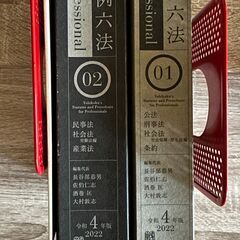 例六法
essional
02
Yuhikaku's
Statutes and Precedents
for Professionals
民事法
社会法
産業法
編集代表
長谷部恭男
佐伯仁志
酒巻 匡
大村敦志
令和4年版
2022
六法
essional
01
Yuhikaku's
Statutes and Precedents
for Professionals
公法
刑事法
社会法
条約
編集代表
長谷部恭男
佐伯仁志
酒巻 匡
大村敦志
令和4年版
2022